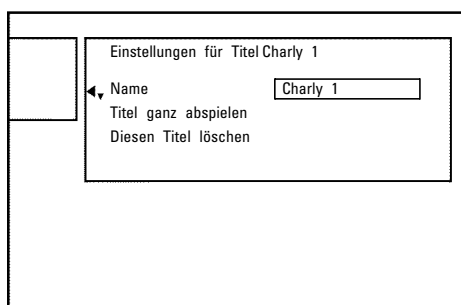 Einstellungen für Titel Charly 1
Name Charly 1
Titel ganz abspielen
Diesen Titel löschen